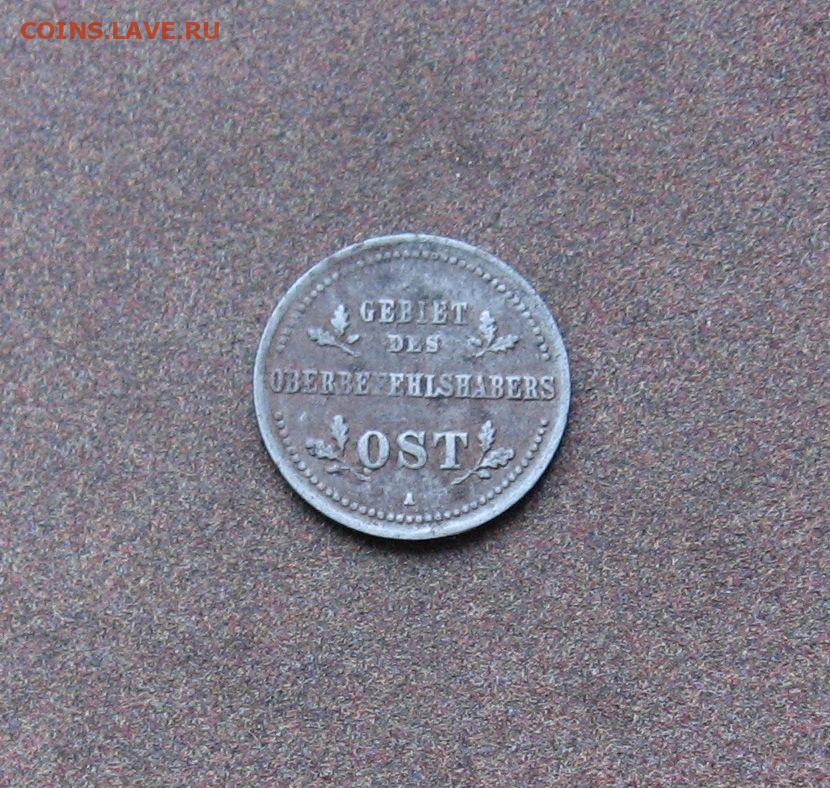 COINS.LAVE.RU
GEBIET
DES
OBERBEFEHLSHABERS
OST
A